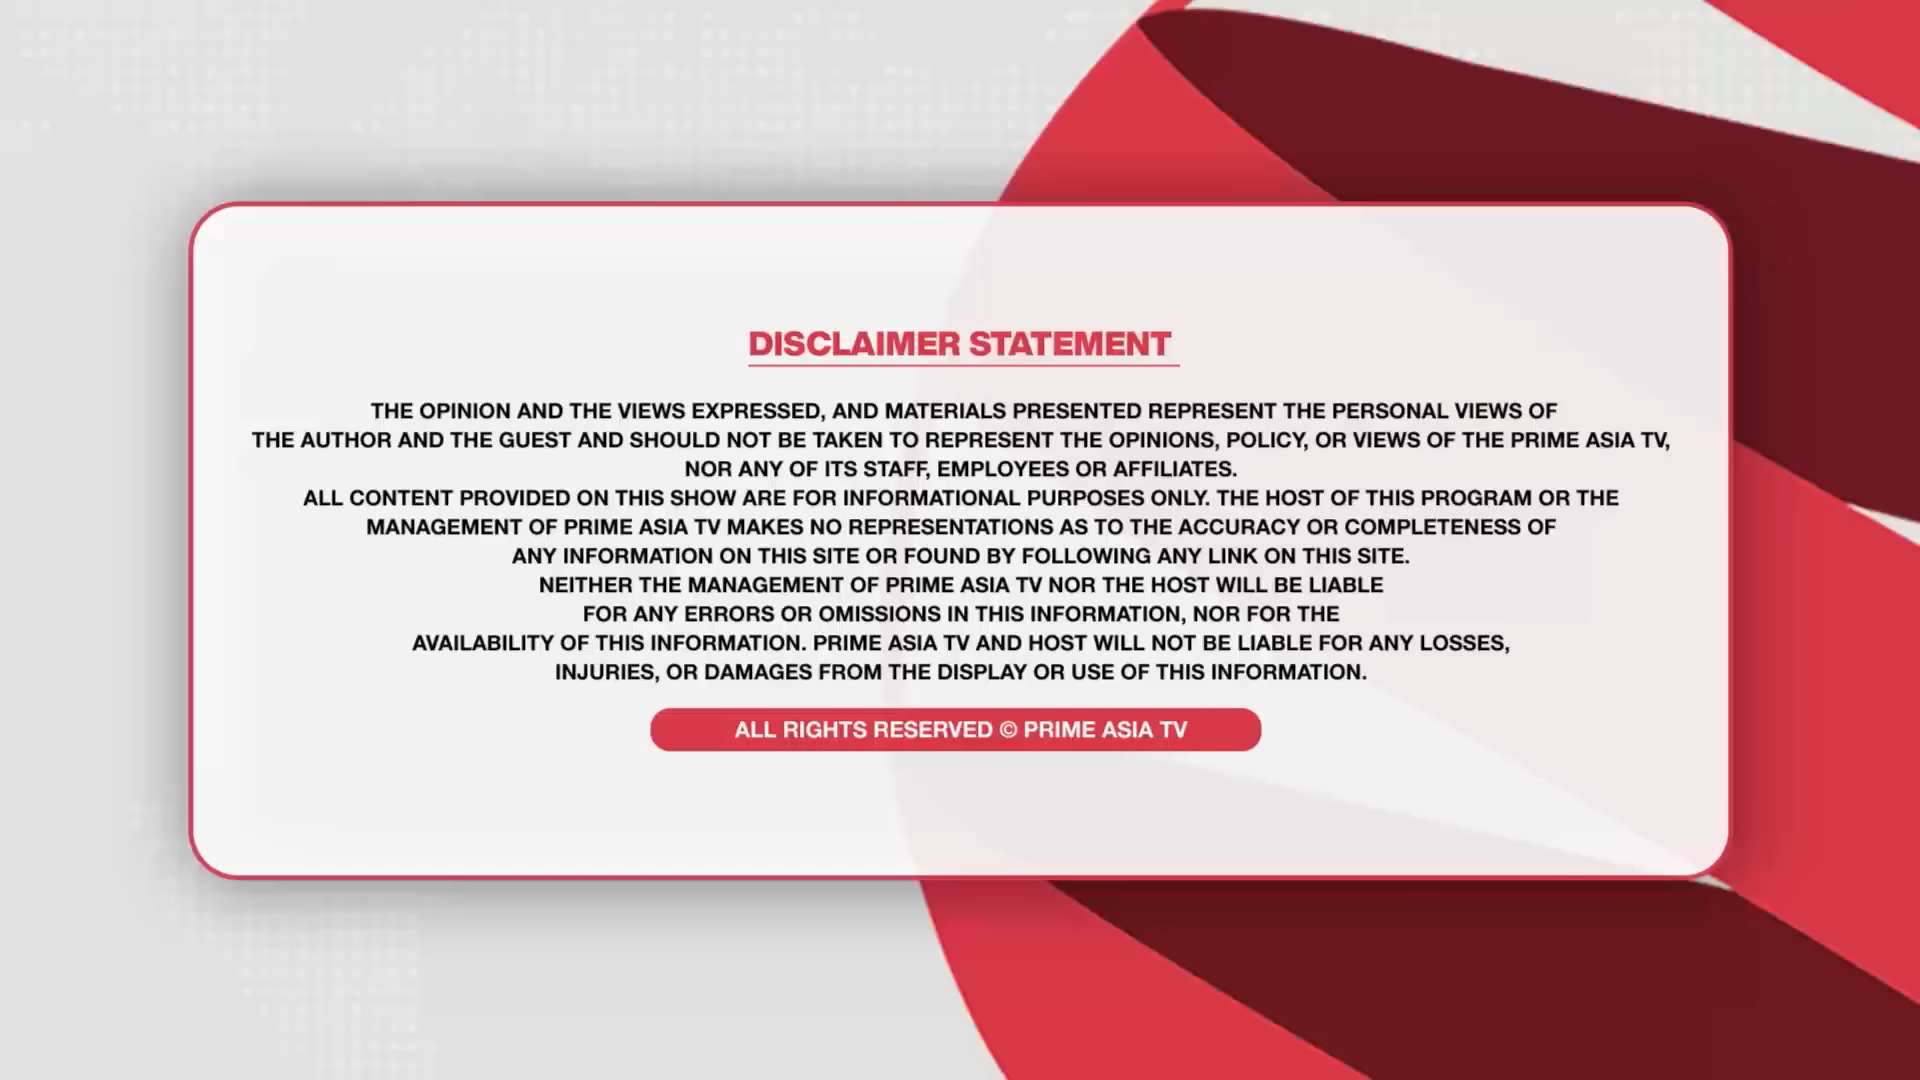 DISCLAIMER STATEMENT
THE OPINION AND THE VIEWS EXPRESSED, AND MATERIALS PRESENTED REPRESENT THE PERSONAL VIEWS OF
THE AUTHOR AND THE GUEST AND SHOULD NOT BE TAKEN TO REPRESENT THE OPINIONS, POLICY, OR VIEWS OF THE PRIME ASIA TV,
NOR ANY OF ITS STAFF, EMPLOYEES OR AFFILIATES.
ALL CONTENT PROVIDED ON THIS SHOW ARE FOR INFORMATIONAL PURPOSES ONLY. THE HOST OF THIS PROGRAM OR THE
MANAGEMENT OF PRIME ASIA TV MAKES NO REPRESENTATIONS AS TO THE ACCURACY OR COMPLETENESS OF
ANY INFORMATION ON THIS SITE OR FOUND BY FOLLOWING ANY LINK ON THIS SITE.
NEITHER THE MANAGEMENT OF PRIME ASIA TV NOR THE HOST WILL BE LIABLE
FOR ANY ERRORS OR OMISSIONS IN THIS INFORMATION, NOR FOR THE
AVAILABILITY OF THIS INFORMATION. PRIME ASIA TV AND HOST WILL NOT BE LIABLE FOR ANY LOSSES,
INJURIES, OR DAMAGES FROM THE DISPLAY OR USE OF THIS INFORMATION.
ALL RIGHTS RESERVED © PRIME ASIA TV